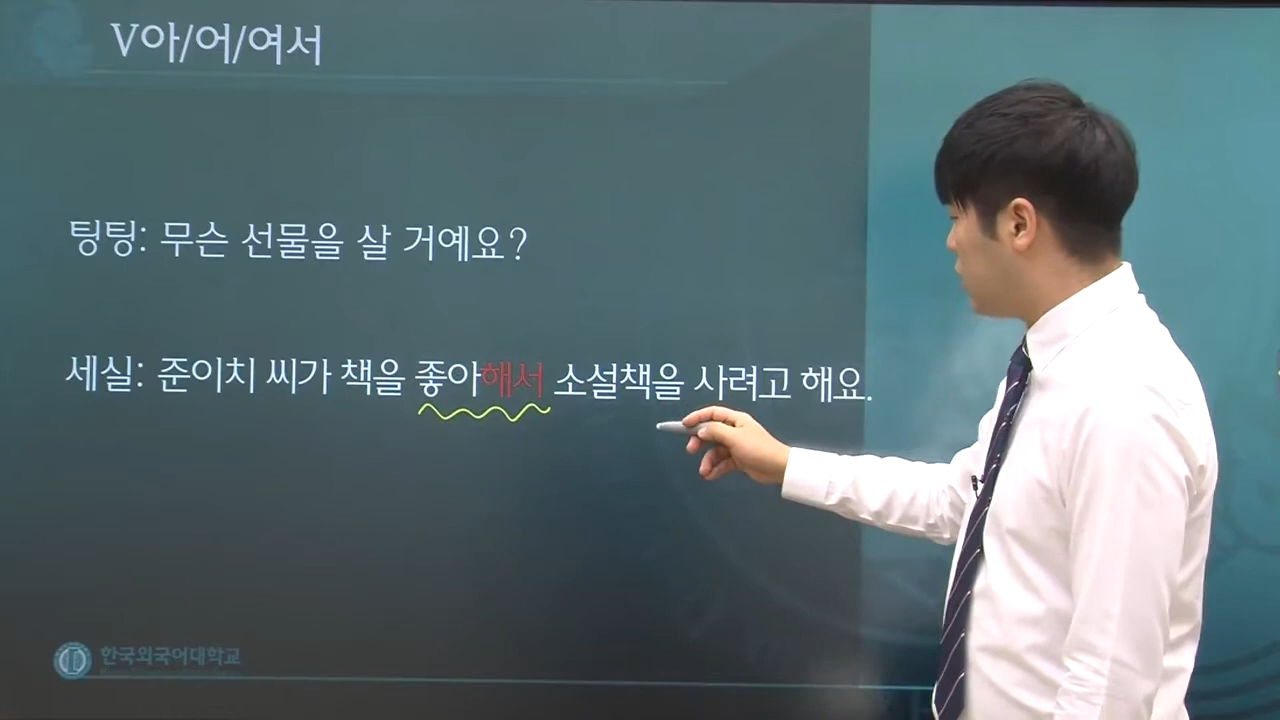 V아/어/여서
팅팅: 무슨 선물을 살 거예요?
세실: 준이치 씨가 책을 좋아해서 소설책을 사려고 해요.
한국외국어대학교